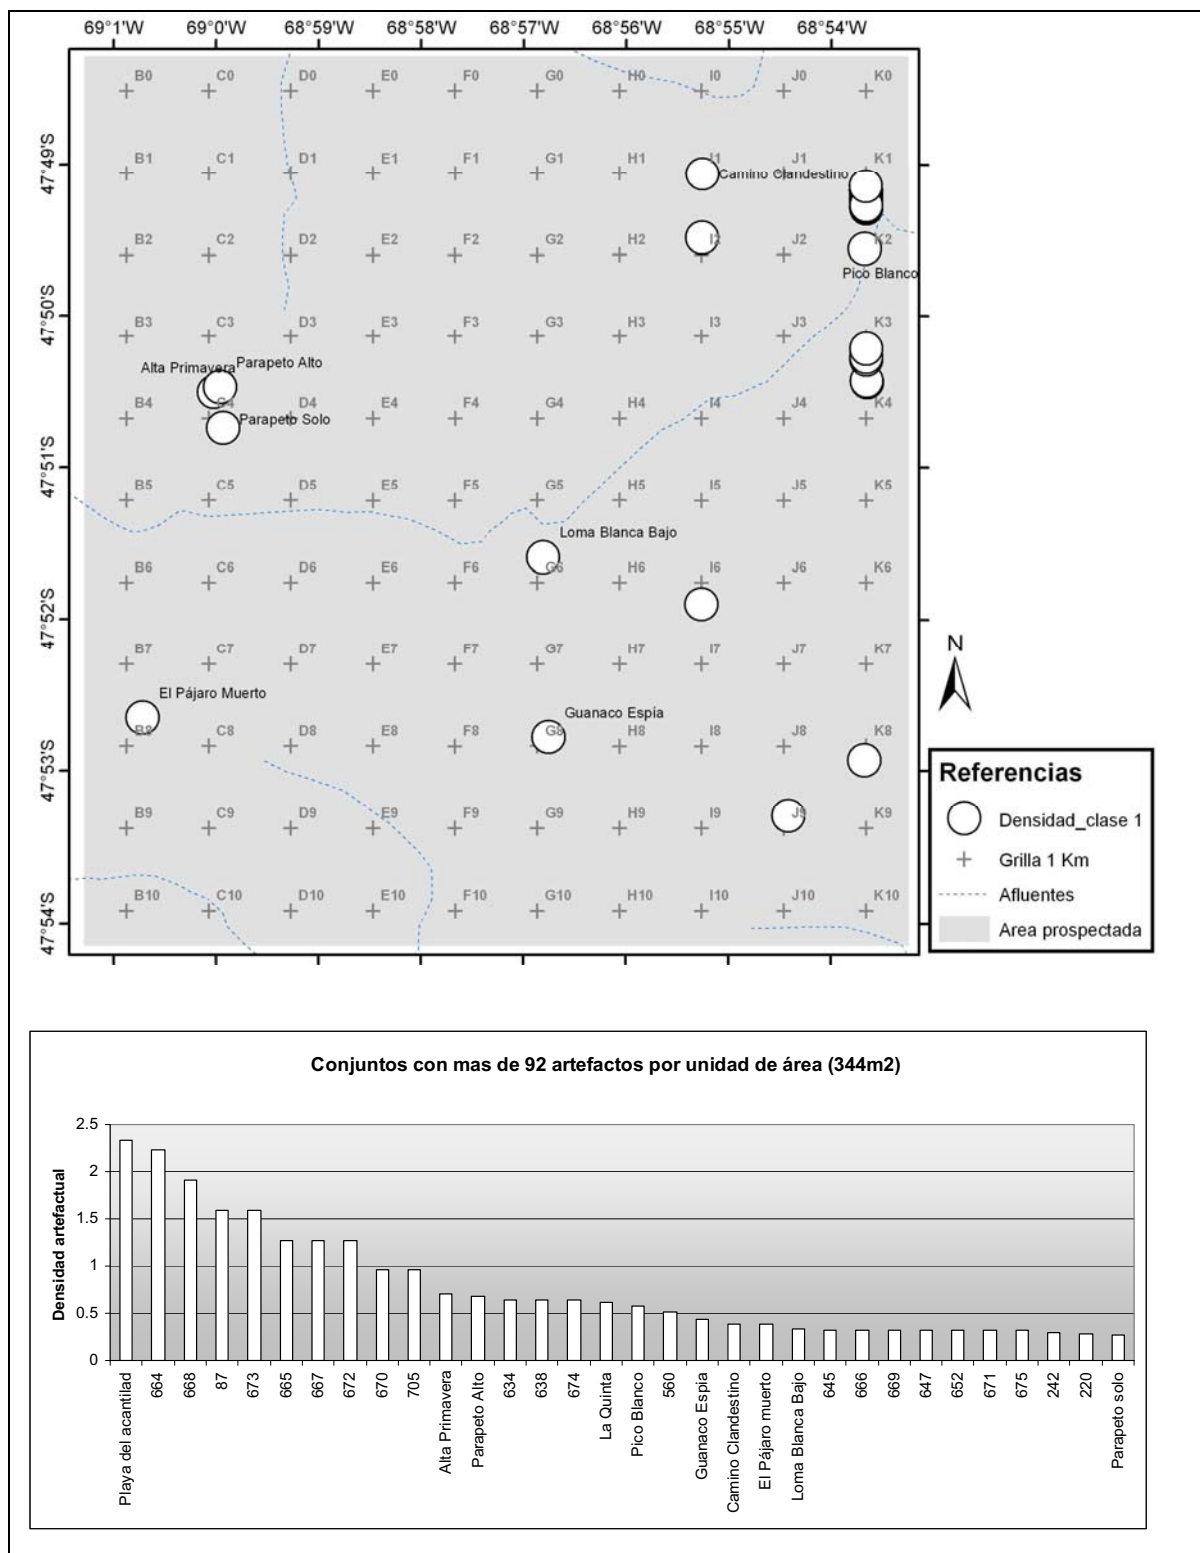 69°1'W 69°0'W 68°59'W 68°58'W 68°57'W 68°56'W 68°55'W 68°54'W
B0 C0 D0 E0 F0 G0 H0 I0 J0 K0
47°49'S
B1 C1 D1 E1 F1 G1 H1 I1 J1 K1
Camino Clandestino
B2 C2 D2 E2 F2 G2 H2 I2 J2 K2
Pico Blanco
47°50'S
B3 C3 D3 E3 F3 G3 H3 I3 J3 K3
Alta Primavera Parapeto Alto
B4 C4 D4 E4 F4 G4 H4 I4 J4 K4
Parapeto Solo
47°51'S
B5 C5 D5 E5 F5 G5 H5 I5 J5 K5
Loma Blanca Bajo
B6 C6 D6 E6 F6 G6 H6 I6 J6 K6
47°52'S
B7 C7 D7 E7 F7 G7 H7 I7 J7 K7
El Pájaro Muerto
Guanaco Espía
B8 C8 D8 E8 F8 G8 H8 I8 J8 K8
47°53'S
B9 C9 D9 E9 F9 G9 H9 I9 J9 K9
B10 C10 D10 E10 F10 G10 H10 I10 J10 K10
47°54'S
N
Referencias
Densidad_clase 1
Grilla 1 Km
Afluentes
Area prospectada
Conjuntos con mas de 92 artefactos por unidad de área (344m2)
Densidad artefactual
2.5
2
1.5
1
0.5
0
Playa del acantilad
664
668
87
673
665
667
672
670
705
Alta Primavera
Parapeto Alto
634
638
674
La Quinta
Pico Blanco
560
Guanaco Espia
Camino Clandestino
El Pájaro muerto
Loma Blanca Bajo
645
666
669
647
652
671
675
242
220
Parapeto solo